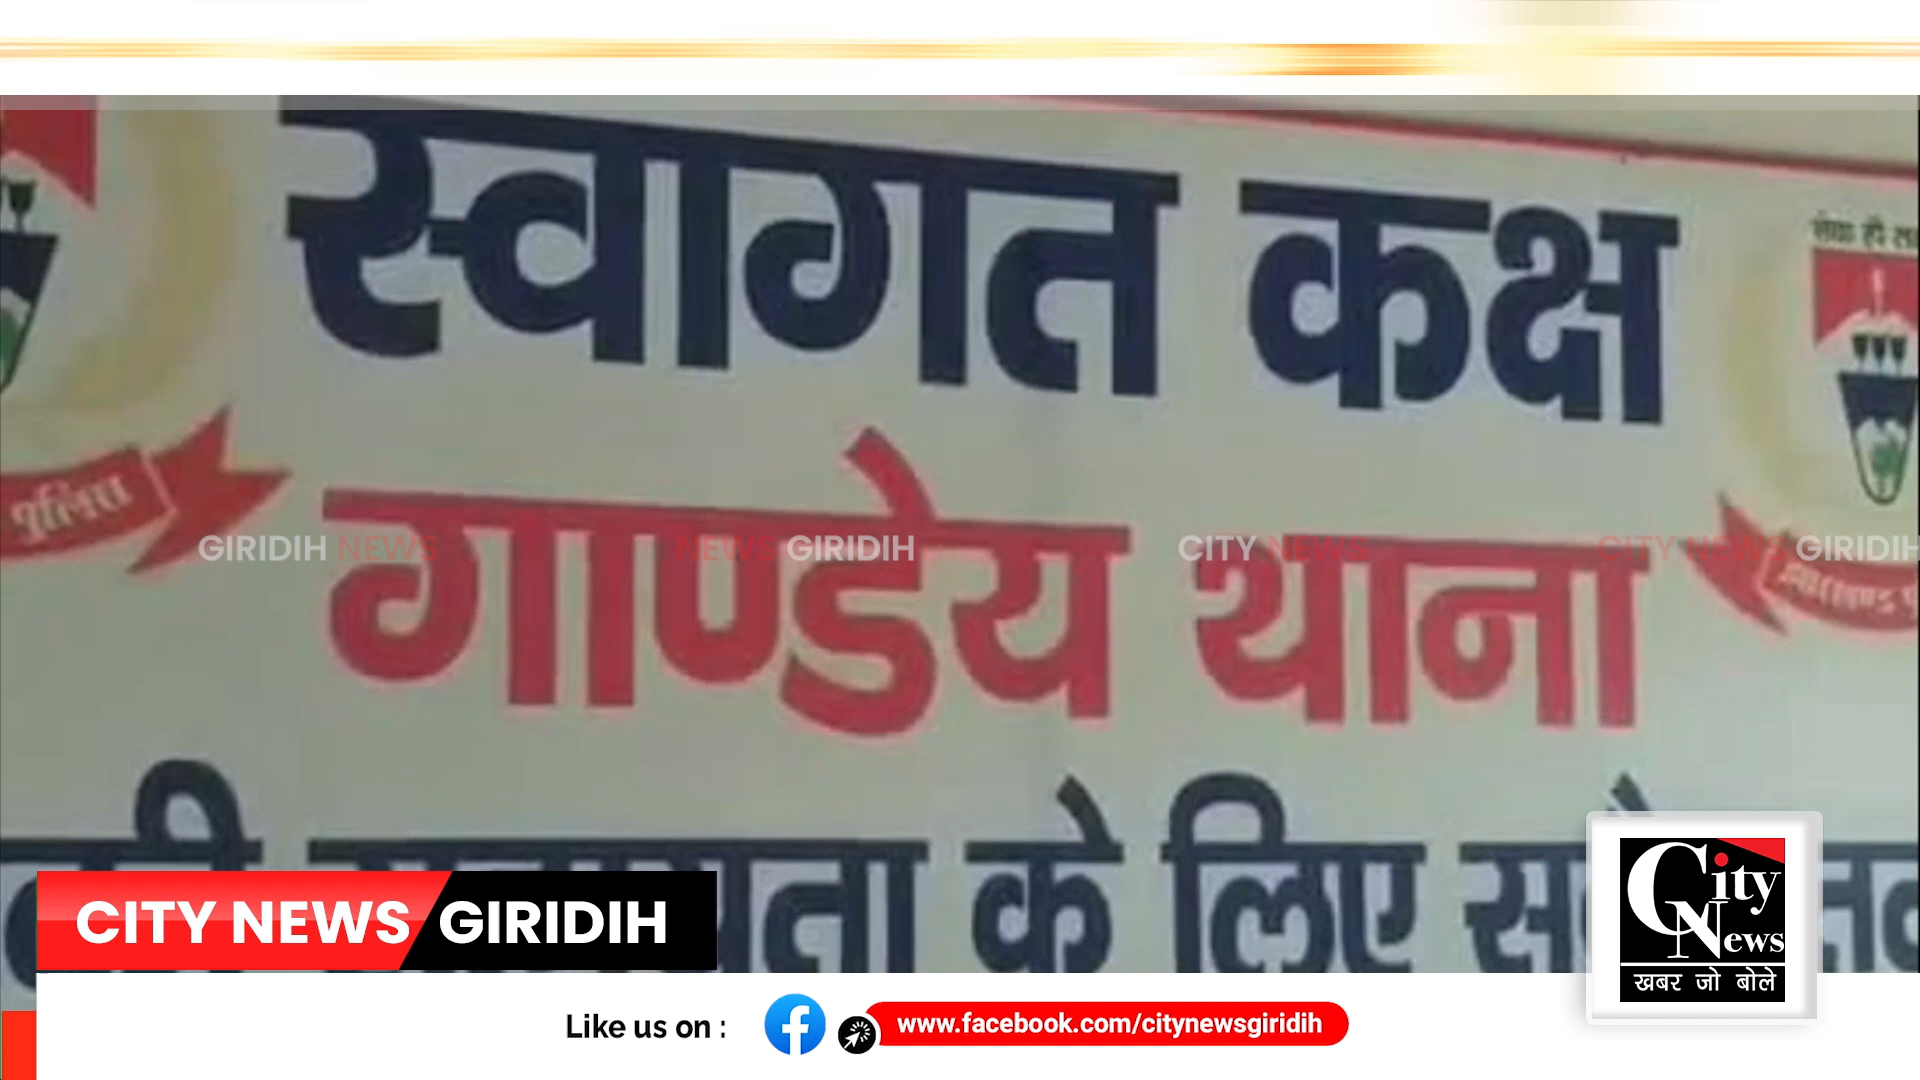 स्वागत कक्ष
सेवा ही
पुलिस
गाण्डेय थाना
झारखण्ड
GIRIDIH NEWS NEWS GIRIDIH CITY NEWS CITY NEWS GIRIDIH
के लिए
CITY NEWS GIRIDIH
City News
खबर जो बोले
Like us on :
www.facebook.com/citynewsgiridih